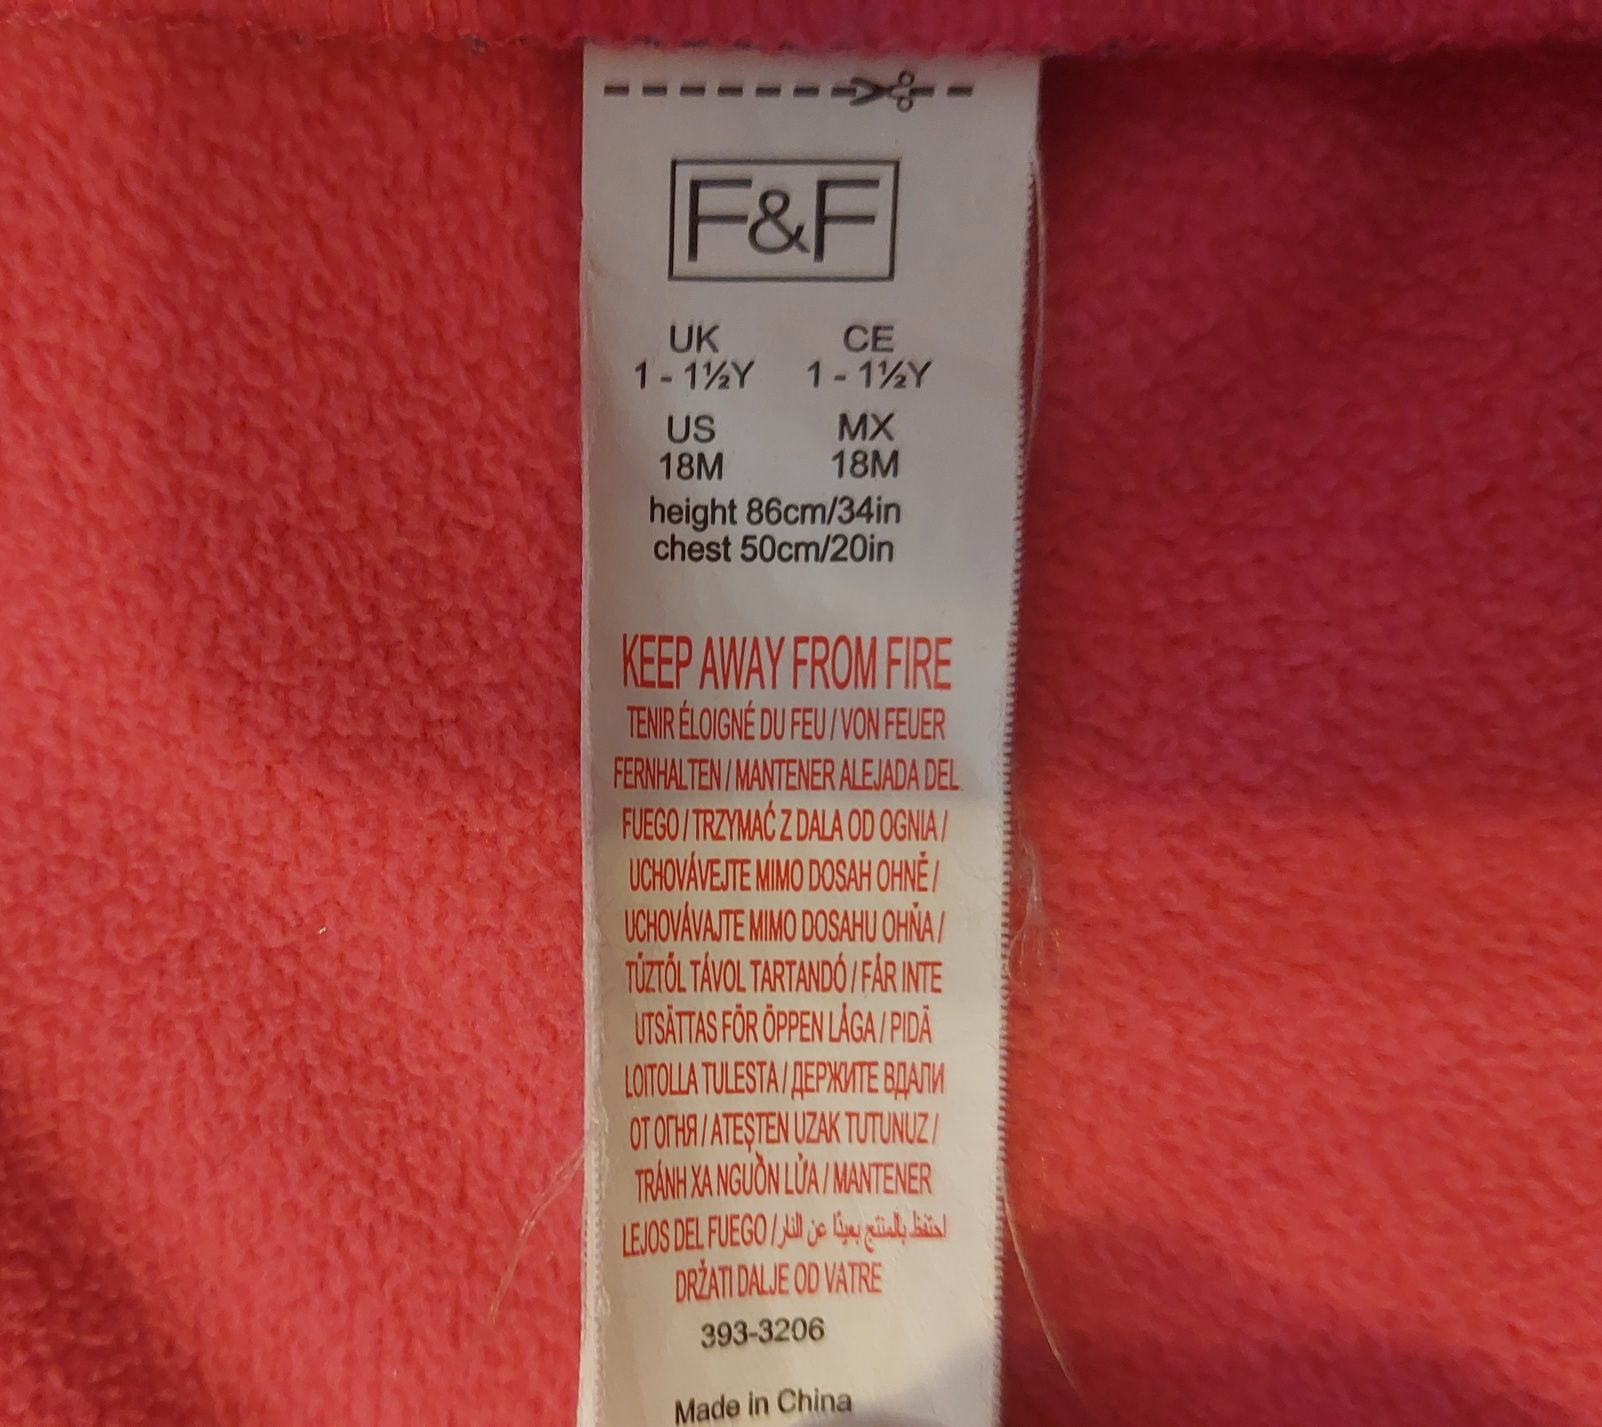 F&F
UK CE
1 - 1½Y 1 - 1½Y
US MX
18M 18M
height 86cm/34in
chest 50cm/20in
KEEP AWAY FROM FIRE
TENIR ÉLOIGNÉ DU FEU / VON FEUER
FERNHALTEN / MANTENER ALEJADA DEL
FUEGO / TRZYMAĆ Z DALA OD OGNIA /
UCHOVÁVEJTE MIMO DOSAH OHNĚ /
UCHOVÁVAJTE MIMO DOSAHU OHŇA /
TŰZTŐL TÁVOL TARTANDÓ / FÅR INTE
UTSÄTTAS FÖR ÖPPEN LÅGA / PIDÄ
LOITOLLA TULESTA / ДЕРЖИТЕ ВДАЛИ
ОТ ОГНЯ / ATEŞTEN UZAK TUTUNUZ /
TRÁNH XA NGUỒN LỬA / MANTENER
LEJOS DEL FUEGO / احتفظ بالمنتج بعيدًا عن النار
DRŽATI DALJE OD VATRE
393-3206
Made in China